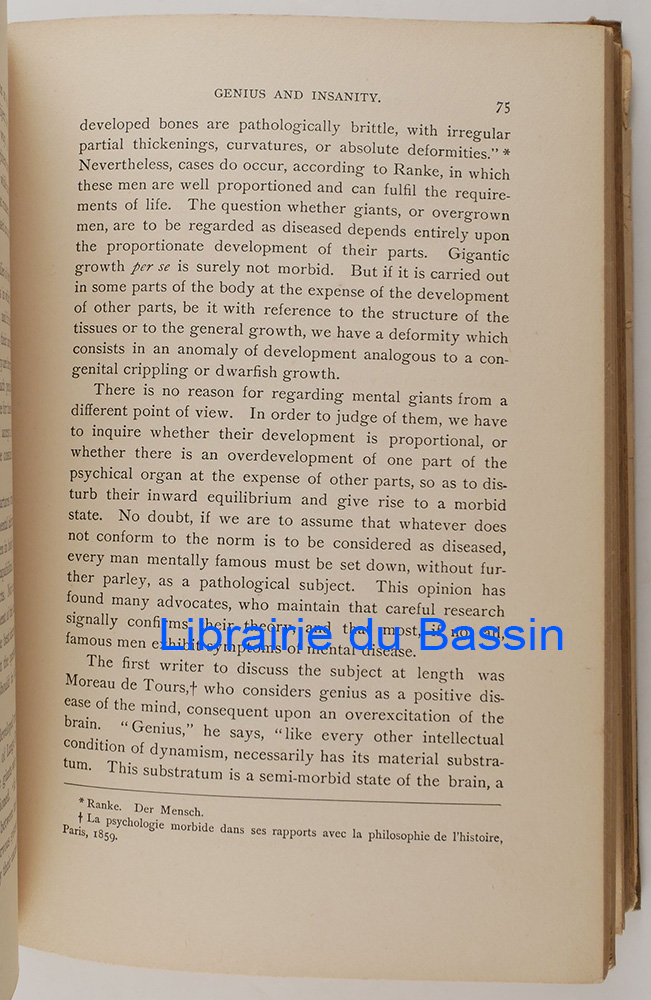 GENIUS AND INSANITY.
75
developed bones are pathologically brittle, with irregular
partial thickenings, curvatures, or absolute deformities." *
Nevertheless, cases do occur, according to Ranke, in which
these men are well proportioned and can fulfil the require-
ments of life. The question whether giants, or overgrown
men, are to be regarded as diseased depends entirely upon
the proportionate development of their parts. Gigantic
growth per se is surely not morbid. But if it is carried out
in some parts of the body at the expense of the development
of other parts, be it with reference to the structure of the
tissues or to the general growth, we have a deformity which
consists in an anomaly of development analogous to a con-
genital crippling or dwarfish growth.
There is no reason for regarding mental giants from a
different point of view. In order to judge of them, we have
to inquire whether their development is proportional, or
whether there is an overdevelopment of one part of the
psychical organ at the expense of other parts, so as to dis-
turb their inward equilibrium and give rise to a morbid
state. No doubt, if we are to assume that whatever does
not conform to the norm is to be considered as diseased,
every man mentally famous must be set down, without fur-
ther parley, as a pathological subject. This opinion has
found many advocates, who maintain that careful research
signally confirms their theory and that most, if not all,
Librairie du Bassin
famous men exhibit symptoms of mental disease.
The first writer to discuss the subject at length was
Moreau de Tours,† who considers genius as a positive dis-
ease of the mind, consequent upon an overexcitation of the
brain. "Genius," he says, "like every other intellectual
condition of dynamism, necessarily has its material substra-
tum. This substratum is a semi-morbid state of the brain, a
* Ranke. Der Mensch.
† La psychologie morbide dans ses rapports avec la philosophie de l'histoire,
Paris, 1859.